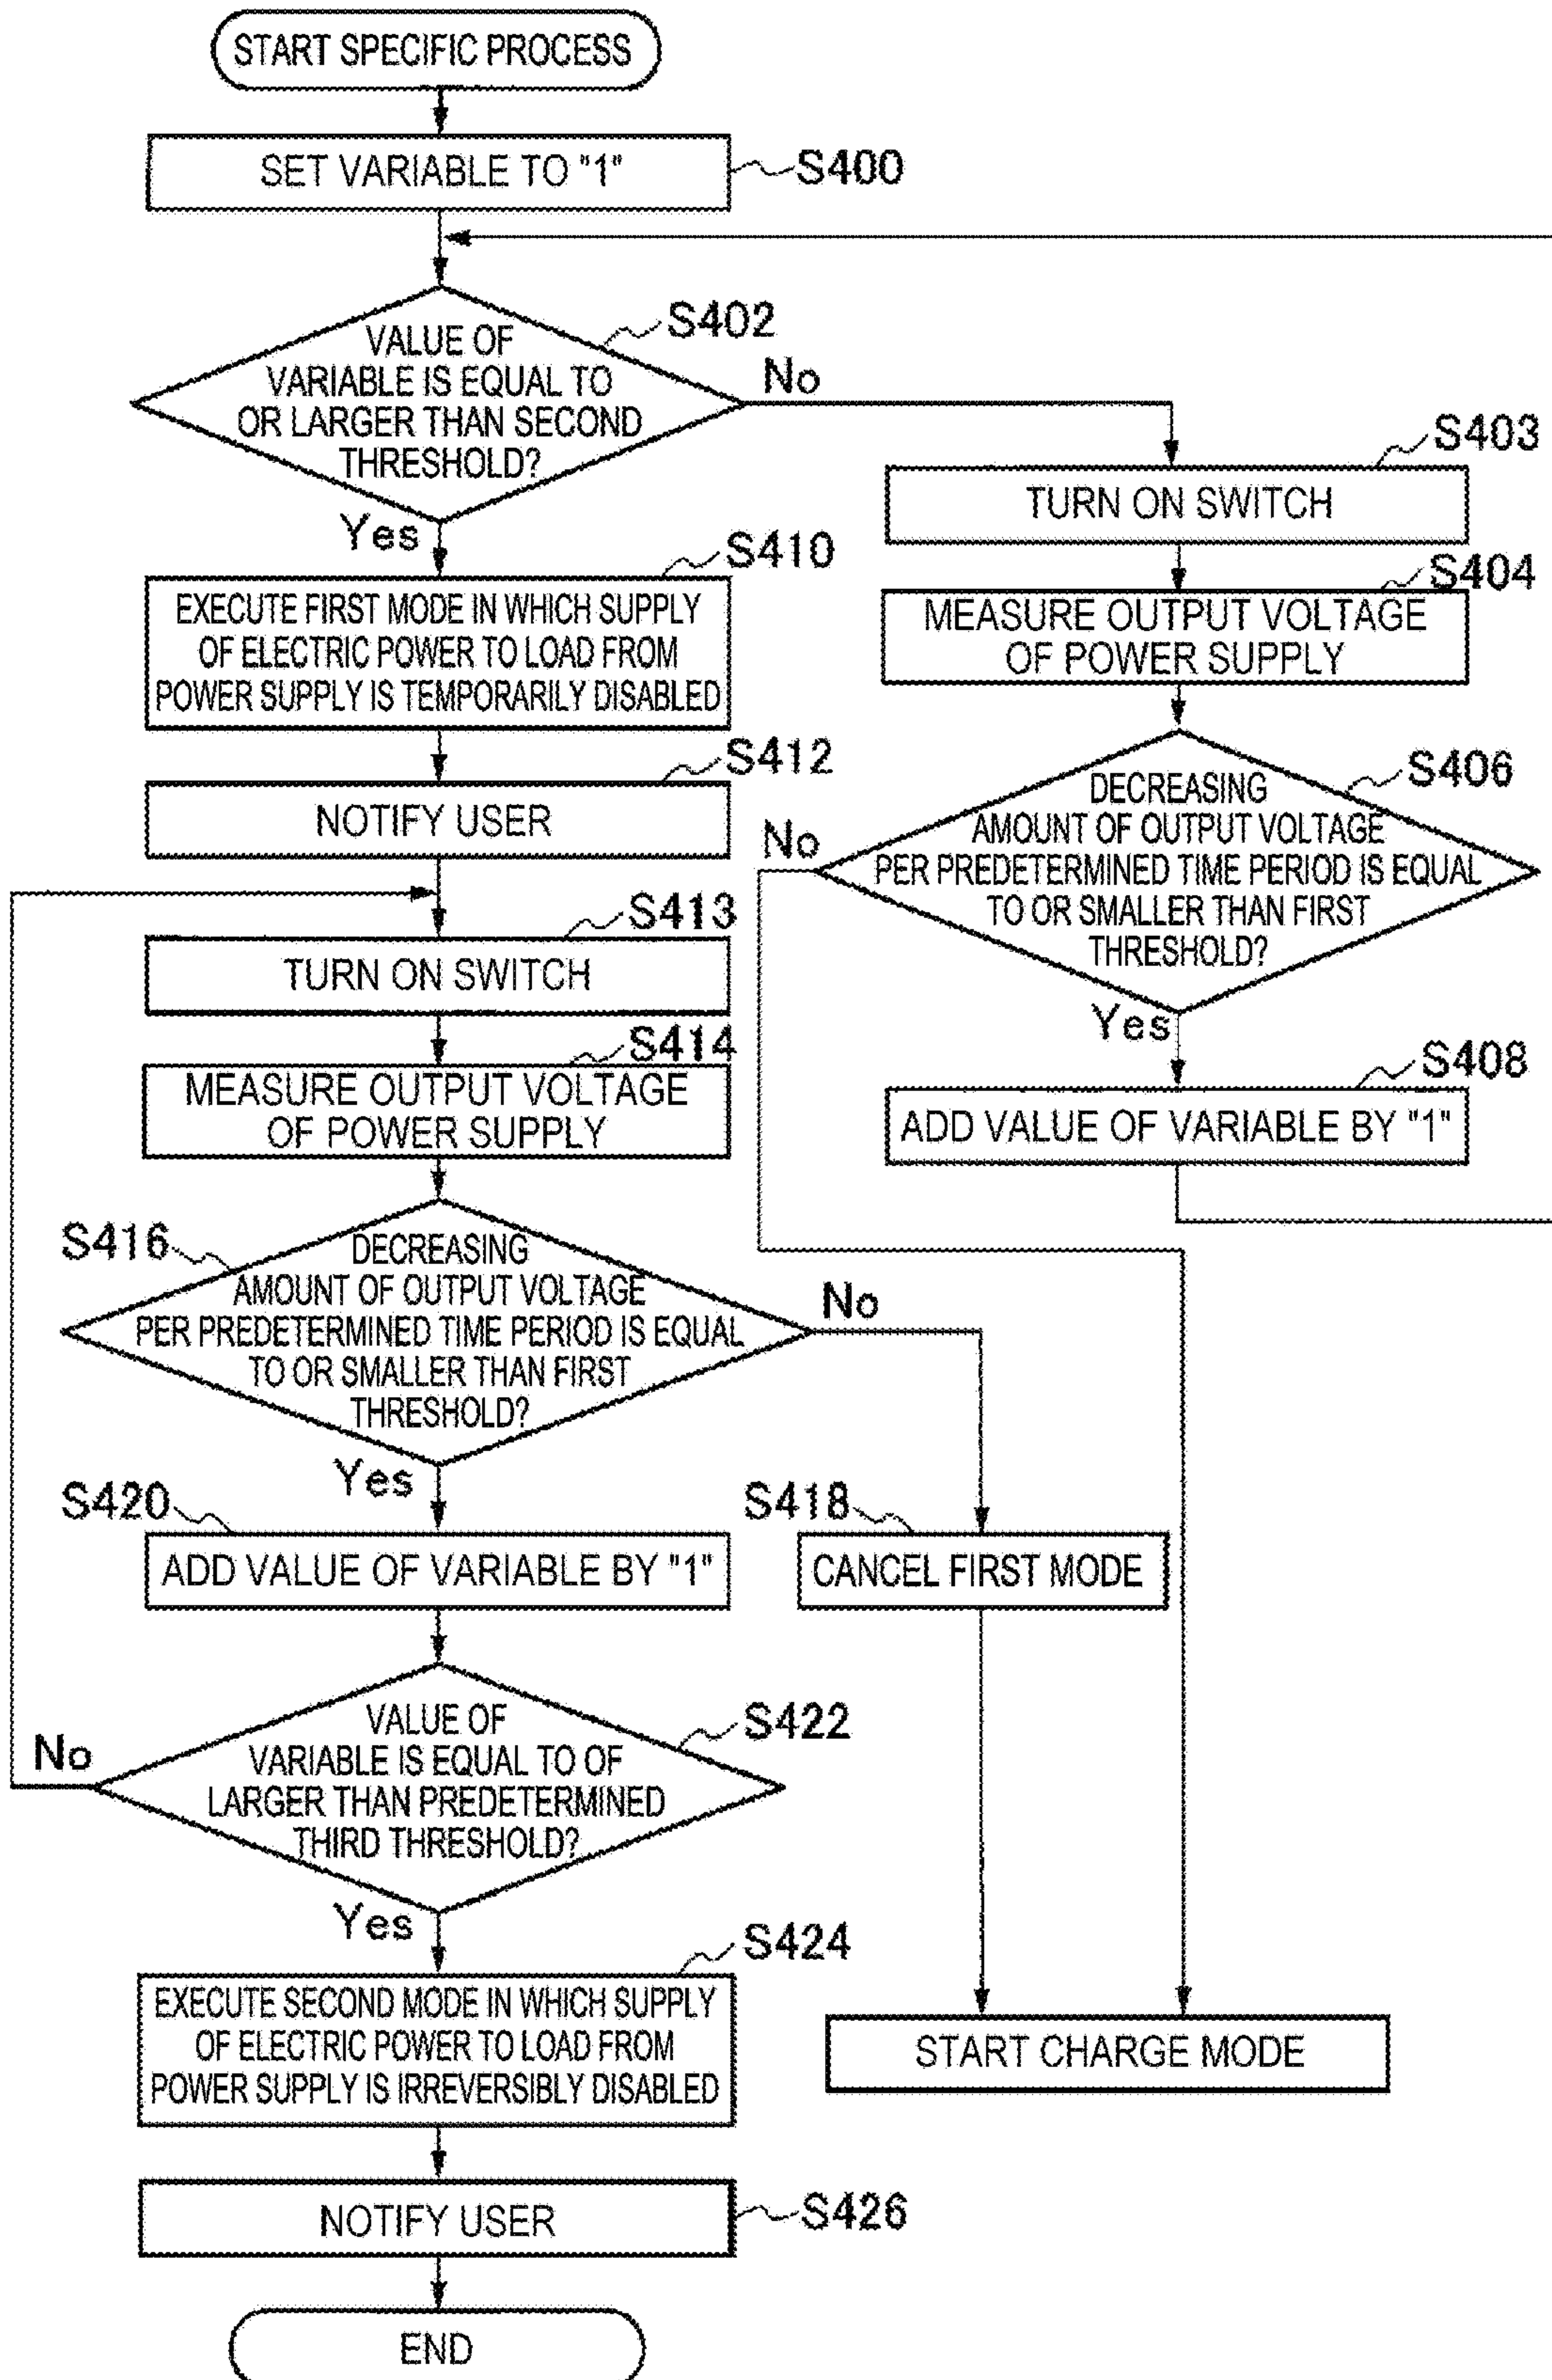 START SPECIFIC PROCESS
SET VARIABLE TO "1"
S400
S402
VALUE OF
VARIABLE IS EQUAL TO
OR LARGER THAN SECOND
THRESHOLD?
No
Yes
S403
TURN ON SWITCH
S404
MEASURE OUTPUT VOLTAGE
OF POWER SUPPLY
S406
DECREASING
AMOUNT OF OUTPUT VOLTAGE
PER PREDETERMINED TIME PERIOD IS EQUAL
TO OR SMALLER THAN FIRST
THRESHOLD?
No
Yes
S408
ADD VALUE OF VARIABLE BY "1"
S410
EXECUTE FIRST MODE IN WHICH SUPPLY
OF ELECTRIC POWER TO LOAD FROM
POWER SUPPLY IS TEMPORARILY DISABLED
S412
NOTIFY USER
S413
TURN ON SWITCH
S414
MEASURE OUTPUT VOLTAGE
OF POWER SUPPLY
S416
DECREASING
AMOUNT OF OUTPUT VOLTAGE
PER PREDETERMINED TIME PERIOD IS EQUAL
TO OR SMALLER THAN FIRST
THRESHOLD?
No
Yes
S418
CANCEL FIRST MODE
S420
ADD VALUE OF VARIABLE BY "1"
S422
VALUE OF
VARIABLE IS EQUAL TO OF
LARGER THAN PREDETERMINED
THIRD THRESHOLD?
No
Yes
S424
EXECUTE SECOND MODE IN WHICH SUPPLY
OF ELECTRIC POWER TO LOAD FROM
POWER SUPPLY IS IRREVERSIBLY DISABLED
START CHARGE MODE
NOTIFY USER
S426
END